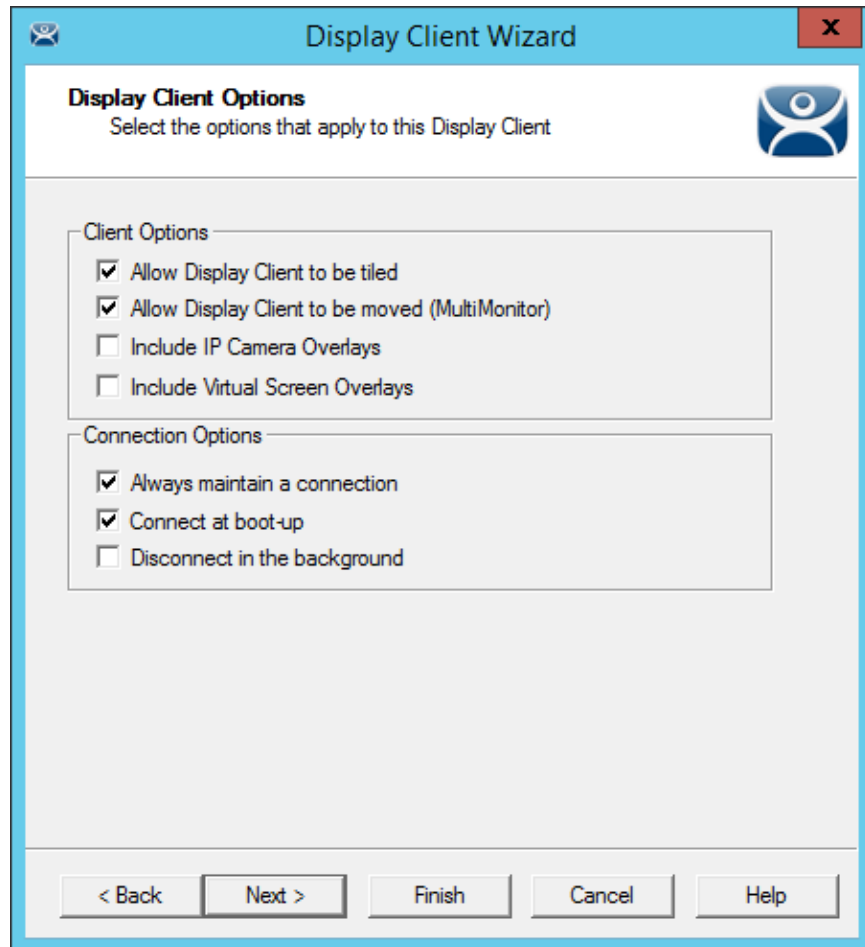 Display Client Wizard
x
Display Client Options
Select the options that apply to this Display Client
Client Options
Allow Display Client to be tiled
Allow Display Client to be moved (MultiMonitor)
Include IP Camera Overlays
Include Virtual Screen Overlays
Connection Options
Always maintain a connection
Connect at boot-up
Disconnect in the background
< Back Next > Finish Cancel Help